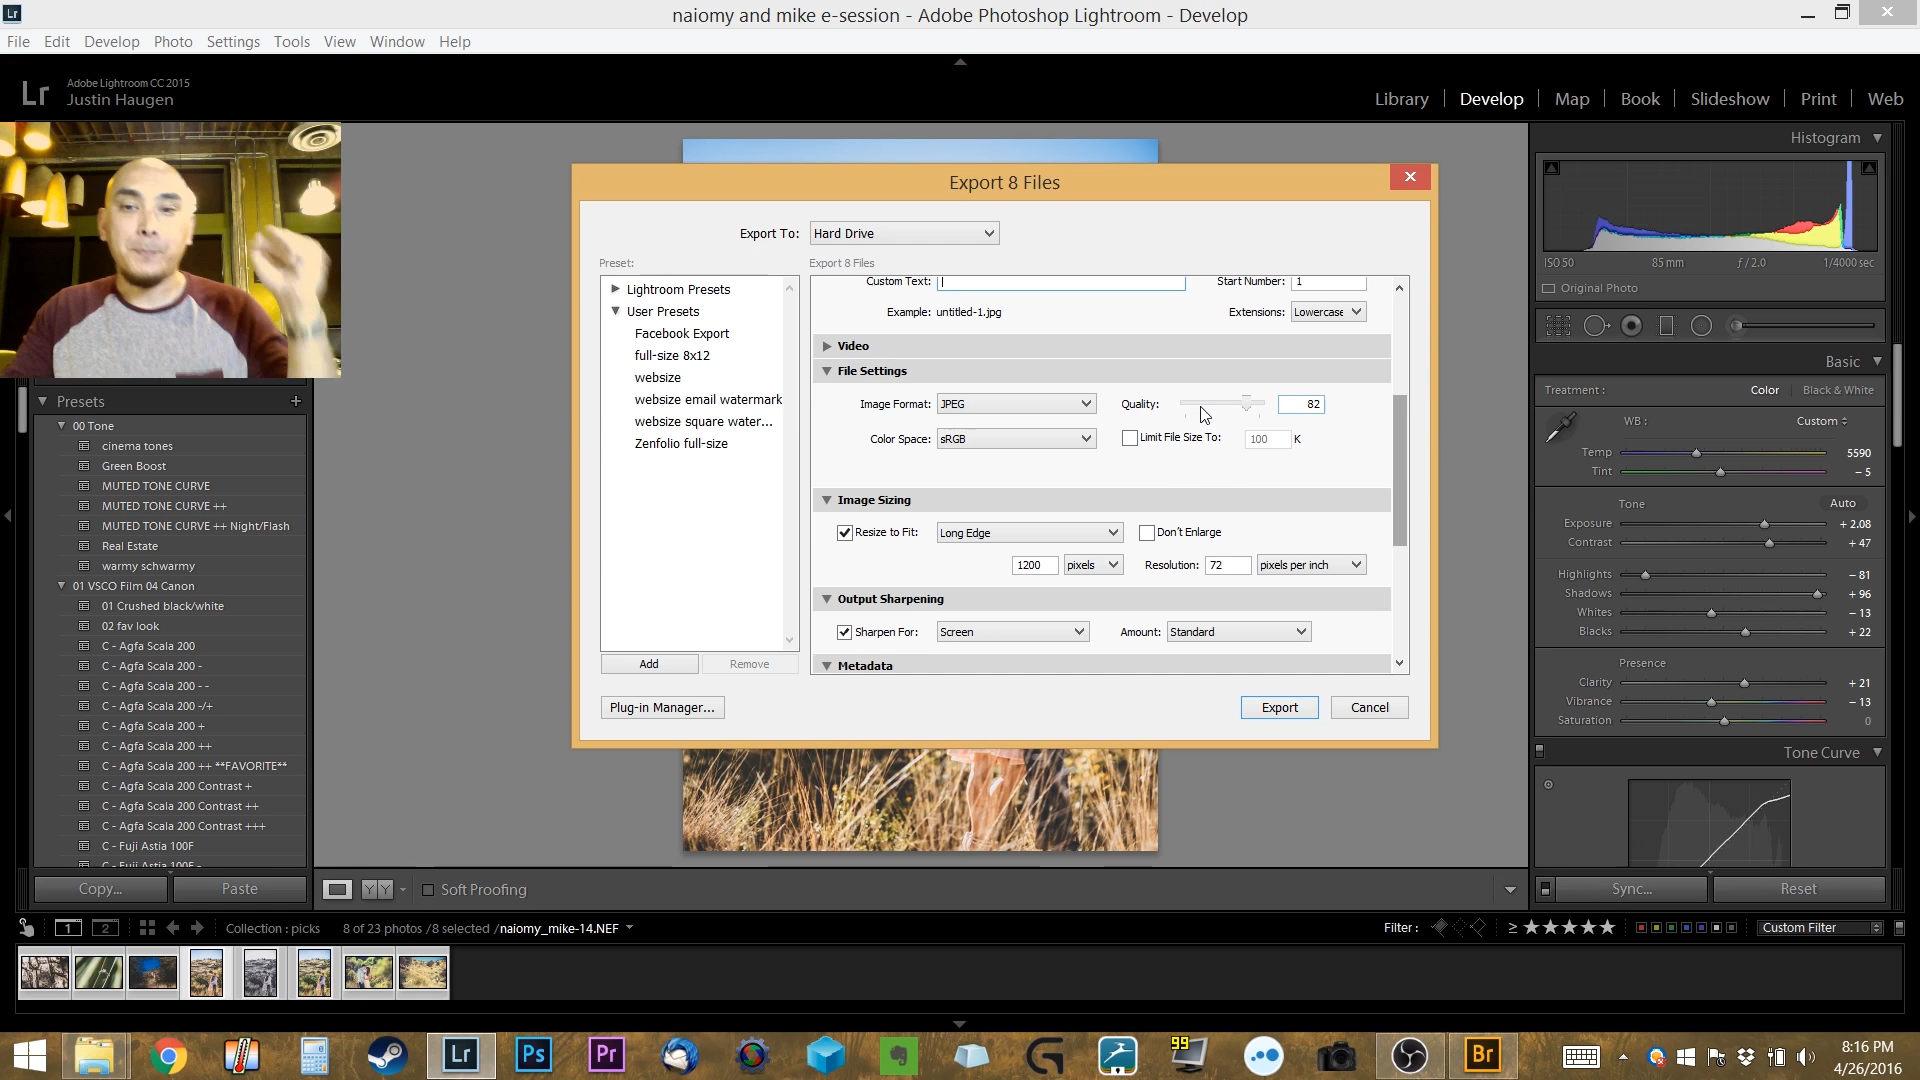 Lr
naiomy and mike e-session - Adobe Photoshop Lightroom - Develop
File Edit Develop Photo Settings Tools View Window Help
Lr
Adobe Lightroom CC 2015
Justin Haugen
Library Develop Map Book Slideshow Print Web
Export 8 Files
Export To: Hard Drive
Preset:
Lightroom Presets
User Presets
Facebook Export
full-size 8x12
websize
websize email watermark
websize square water...
Zenfolio full-size
Add Remove
Plug-in Manager...
Export 8 Files
Custom Text: Start Number: 1
Example: untitled-1.jpg Extensions: Lowercase
Video
File Settings
Image Format: JPEG Quality: 82
Color Space: sRGB Limit File Size To: 100 K
Image Sizing
Resize to Fit: Long Edge Don't Enlarge
1200 pixels Resolution: 72 pixels per inch
Output Sharpening
Sharpen For: Screen Amount: Standard
Metadata
Export Cancel
Presets +
00 Tone
cinema tones
Green Boost
MUTED TONE CURVE
MUTED TONE CURVE ++
MUTED TONE CURVE ++ Night/Flash
Real Estate
warmy schwarmy
01 VSCO Film 04 Canon
01 Crushed black/white
02 fav look
C - Agfa Scala 200
C - Agfa Scala 200 -
C - Agfa Scala 200 - -
C - Agfa Scala 200 -/+
C - Agfa Scala 200 +
C - Agfa Scala 200 ++
C - Agfa Scala 200 ++ **FAVORITE**
C - Agfa Scala 200 Contrast +
C - Agfa Scala 200 Contrast ++
C - Agfa Scala 200 Contrast +++
C - Fuji Astia 100F
C - Fuji Astia 100F -
Copy... Paste
Histogram
ISO 50 85 mm ƒ / 2.0 1/4000 sec
Original Photo
Basic
Treatment : Color Black & White
WB : Custom
Temp 5590
Tint - 5
Tone Auto
Exposure + 2.08
Contrast + 47
Highlights - 81
Shadows + 96
Whites - 13
Blacks + 22
Presence
Clarity + 21
Vibrance - 13
Saturation 0
Tone Curve
Sync... Reset
YY Soft Proofing
1 2 Collection : picks 8 of 23 photos /8 selected /naiomy_mike-14.NEF
Filter : ≥ ★★★★★ Custom Filter
Lr Ps Pr 99 Br
8:16 PM
4/26/2016